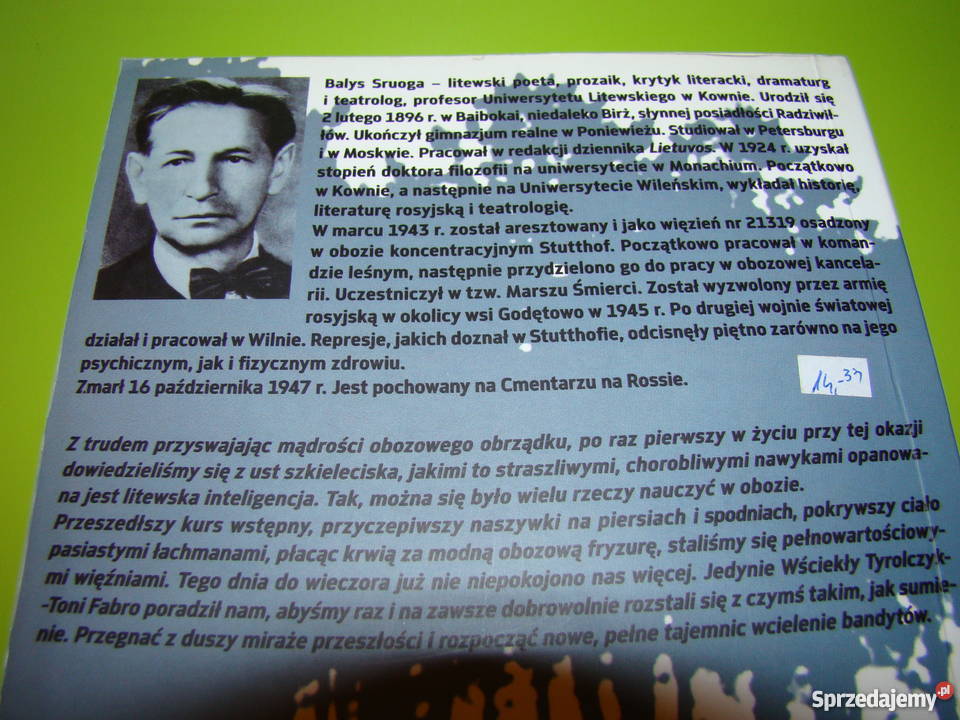 Balys Sruoga – litewski poeta, prozaik, krytyk literacki, dramaturg
i teatrolog, profesor Uniwersytetu Litewskiego w Kownie. Urodził się
2 lutego 1896 r. w Baibokai, niedaleko Birż, słynnej posiadłości Radziwił-
łów. Ukończył gimnazjum realne w Poniewieżu. Studiował w Petersburgu
i w Moskwie. Pracował w redakcji dziennika Lietuvos. W 1924 r. uzyskał
stopień doktora filozofii na uniwersytecie w Monachium. Początkowo
w Kownie, a następnie na Uniwersytecie Wileńskim, wykładał historię,
literaturę rosyjską i teatrologię.
W marcu 1943 r. został aresztowany i jako więzień nr 21319 osadzony
w obozie koncentracyjnym Stutthof. Początkowo pracował w koman-
dzie leśnym, następnie przydzielono go do pracy w obozowej kancela-
rii. Uczestniczył w tzw. Marszu Śmierci. Został wyzwolony przez armię
rosyjską w okolicy wsi Godętowo w 1945 r. Po drugiej wojnie światowej
działał i pracował w Wilnie. Represje, jakich doznał w Stutthofie, odcisnęły piętno zarówno na jego
psychicznym, jak i fizycznym zdrowiu.
Zmarł 16 października 1947 r. Jest pochowany na Cmentarzu na Rossie.
14,-33
Z trudem przyswajając mądrości obozowego obrządku, po raz pierwszy w życiu przy tej okazji
dowiedzieliśmy się z ust szkieleciska, jakimi to straszliwymi, chorobliwymi nawykami opanowa-
na jest litewska inteligencja. Tak, można się było wielu rzeczy nauczyć w obozie.
Przeszedłszy kurs wstępny, przyczepiwszy naszywki na piersiach i spodniach, pokrywszy ciało
pasiastymi łachmanami, płacąc krwią za modną obozową fryzurę, staliśmy się pełnowartościowy-
mi więźniami. Tego dnia do wieczora już nie niepokojono nas więcej. Jedynie Wściekły Tyrolczyk-
-Toni Fabro poradził nam, abyśmy raz i na zawsze dobrowolnie rozstali się z czymś takim, jak sumie-
nie. Przegnać z duszy miraże przeszłości i rozpocząć nowe, pełne tajemnic wcielenie bandytów.
Sprzedajemy.pl